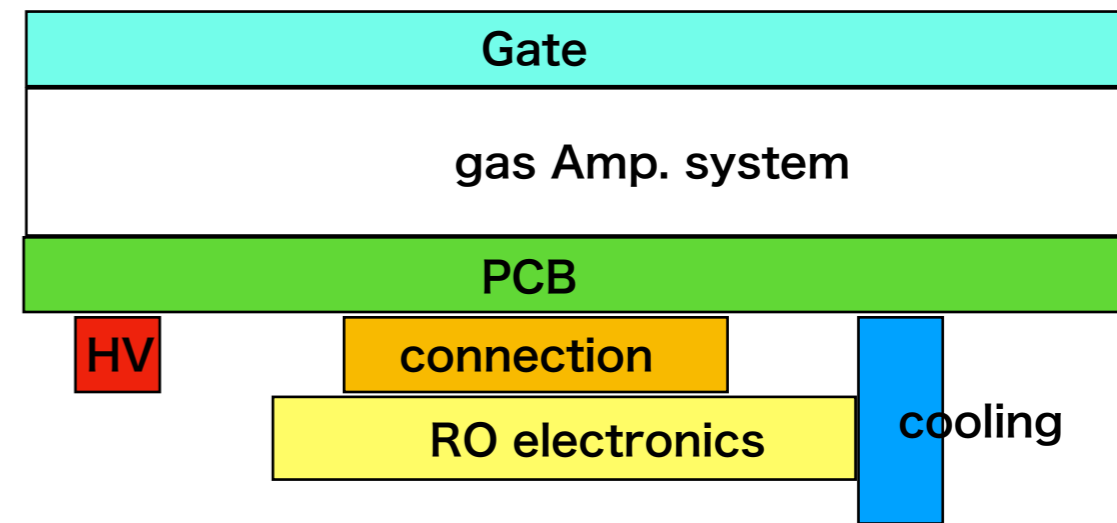 Gate
gas Amp. system
PCB
HV
connection
cooling
RO electronics